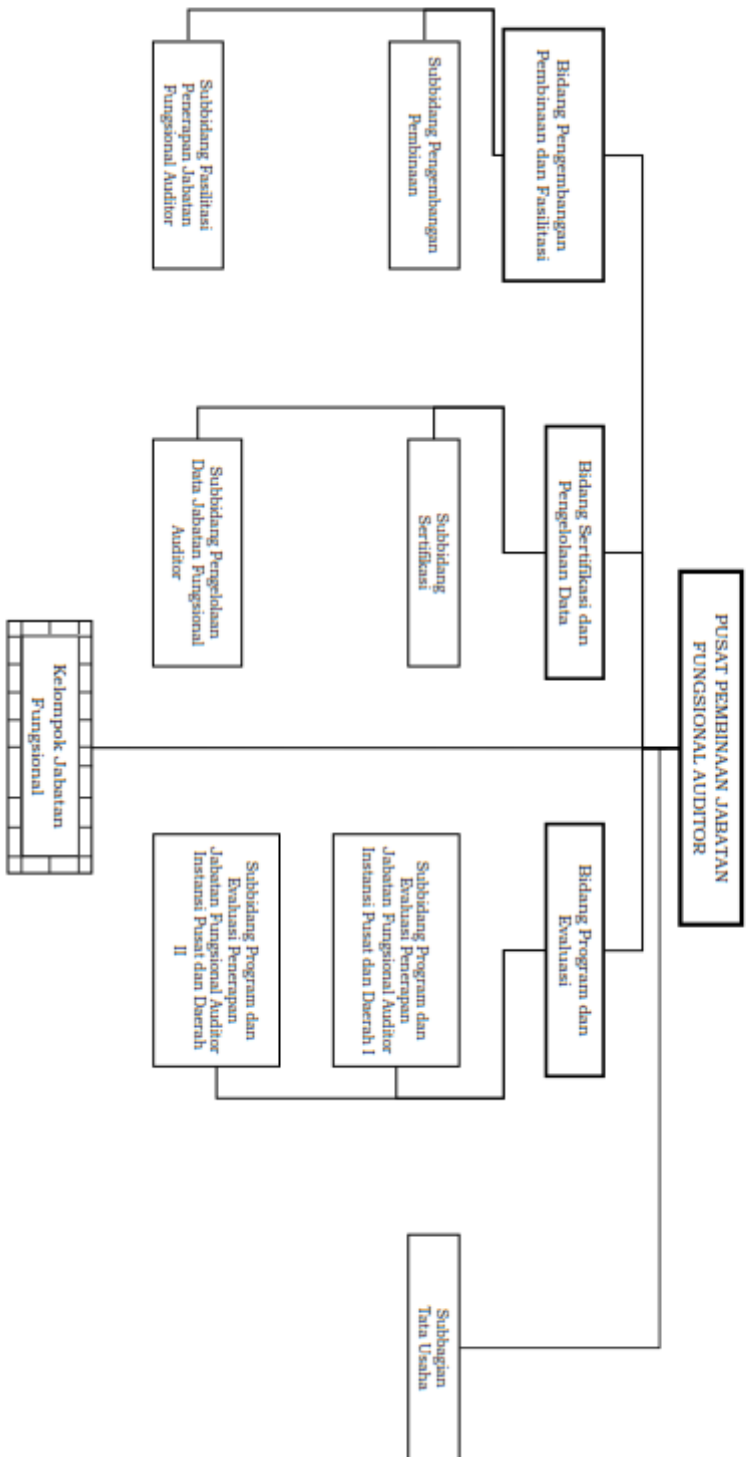 PUSAT PEMBINAAN JABATAN
FUNGSIONAL AUDITOR
Bidang Pengembangan
Pembinaan dan Fasilitasi
Subbidang Pengembangan
Pembinaan
Subbidang Fasilitasi
Penerapan Jabatan
Fungsional Auditor
Bidang Sertifikasi dan
Pengelolaan Data
Subbidang
Sertifikasi
Subbidang Pengelolaan
Data Jabatan Fungsional
Auditor
Bidang Program dan
Evaluasi
Subbidang Program dan
Evaluasi Penerapan
Jabatan Fungsional Auditor
Instansi Pusat dan Daerah I
Subbidang Program dan
Evaluasi Penerapan
Jabatan Fungsional Auditor
Instansi Pusat dan Daerah
II
Subbagian
Tata Usaha
Kelompok Jabatan
Fungsional